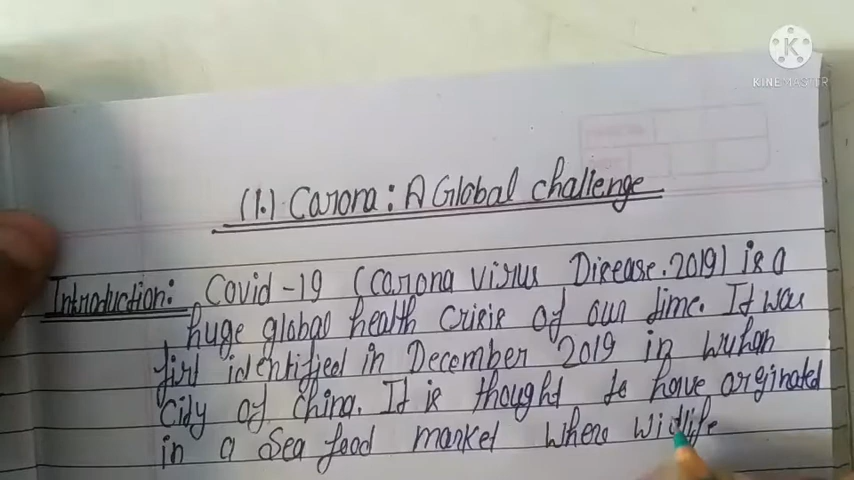 KINEMASTER
(1.) Carona: A Global challenge
Introduction: Covid-19 (Carona virus Disease.2019) is a
huge global health crisis of our time. It was
first identified in December 2019 in wuhan
City of China. It is thought to have orginated
in a Sea food market where widlife